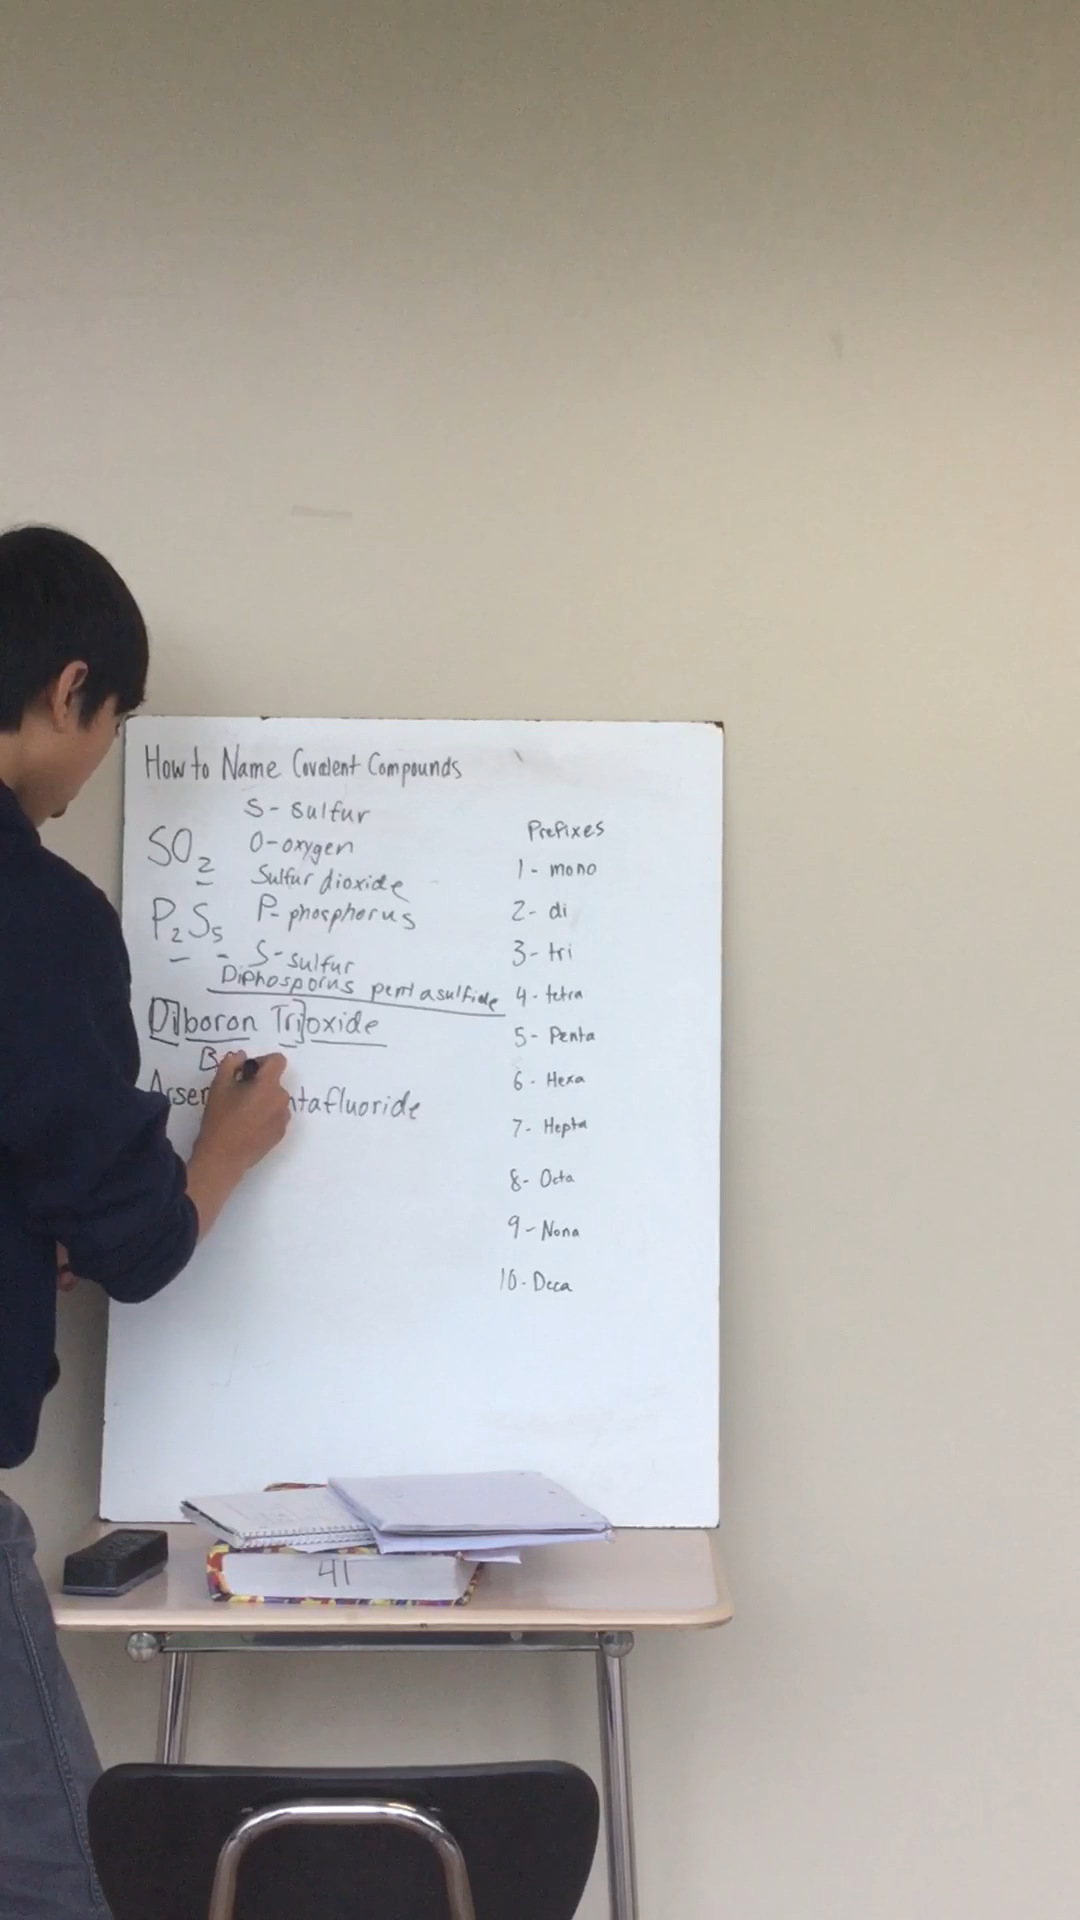 How to Name Covalent Compounds
S - sulfur
SO2
O - oxygen
Sulfur dioxide
P2S5
P - phosphorus
S - sulfur
Diphosporus pentasulfide
Diboron Trioxide
B
ntafluoride
Prefixes
1 - mono
2 - di
3 - tri
4 - tetra
5 - Penta
6 - Hexa
7 - Hepta
8 - Octa
9 - Nona
10 - Deca
41